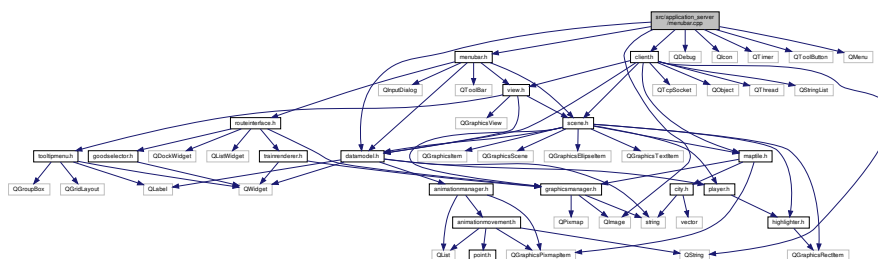 src/application_server
/menubar.cpp
menubar.h
client.h
QDebug
QIcon
QTimer
QToolButton
QMenu
QInputDialog
QToolBar
view.h
QTcpSocket
QObject
QThread
QStringList
routeinterface.h
QGraphicsView
scene.h
tooltipmenu.h
goodselector.h
QDockWidget
QListWidget
trainrenderer.h
datamodel.h
QGraphicsItem
QGraphicsScene
QGraphicsEllipseItem
QGraphicsTextItem
maptile.h
QGroupBox
QGridLayout
QLabel
QWidget
animationmanager.h
graphicsmanager.h
city.h
player.h
animationmovement.h
QPixmap
QImage
string
vector
highlighter.h
QList
point.h
QGraphicsPixmapItem
QString
QGraphicsRectItem